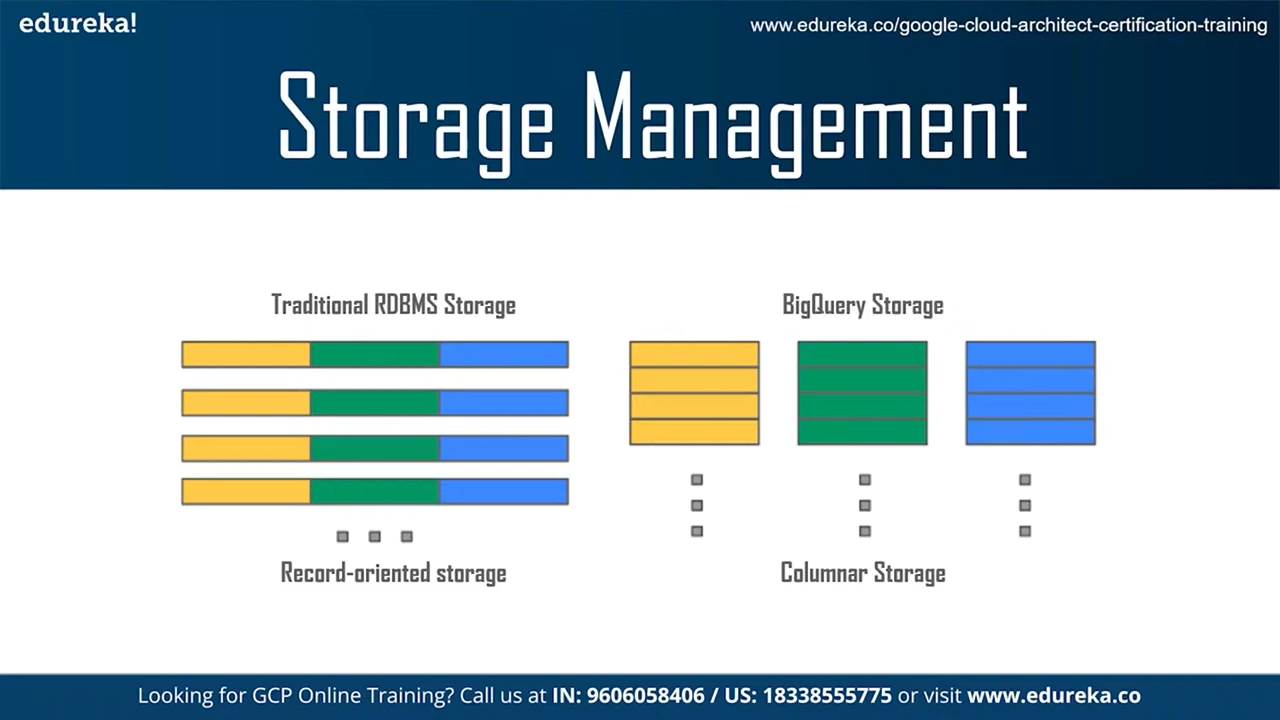 edureka!
www.edureka.co/google-cloud-architect-certification-training
Storage Management
Traditional RDBMS Storage
BigQuery Storage
Record-oriented storage
Columnar Storage
Looking for GCP Online Training? Call us at IN: 9606058406 / US: 18338555775 or visit www.edureka.co